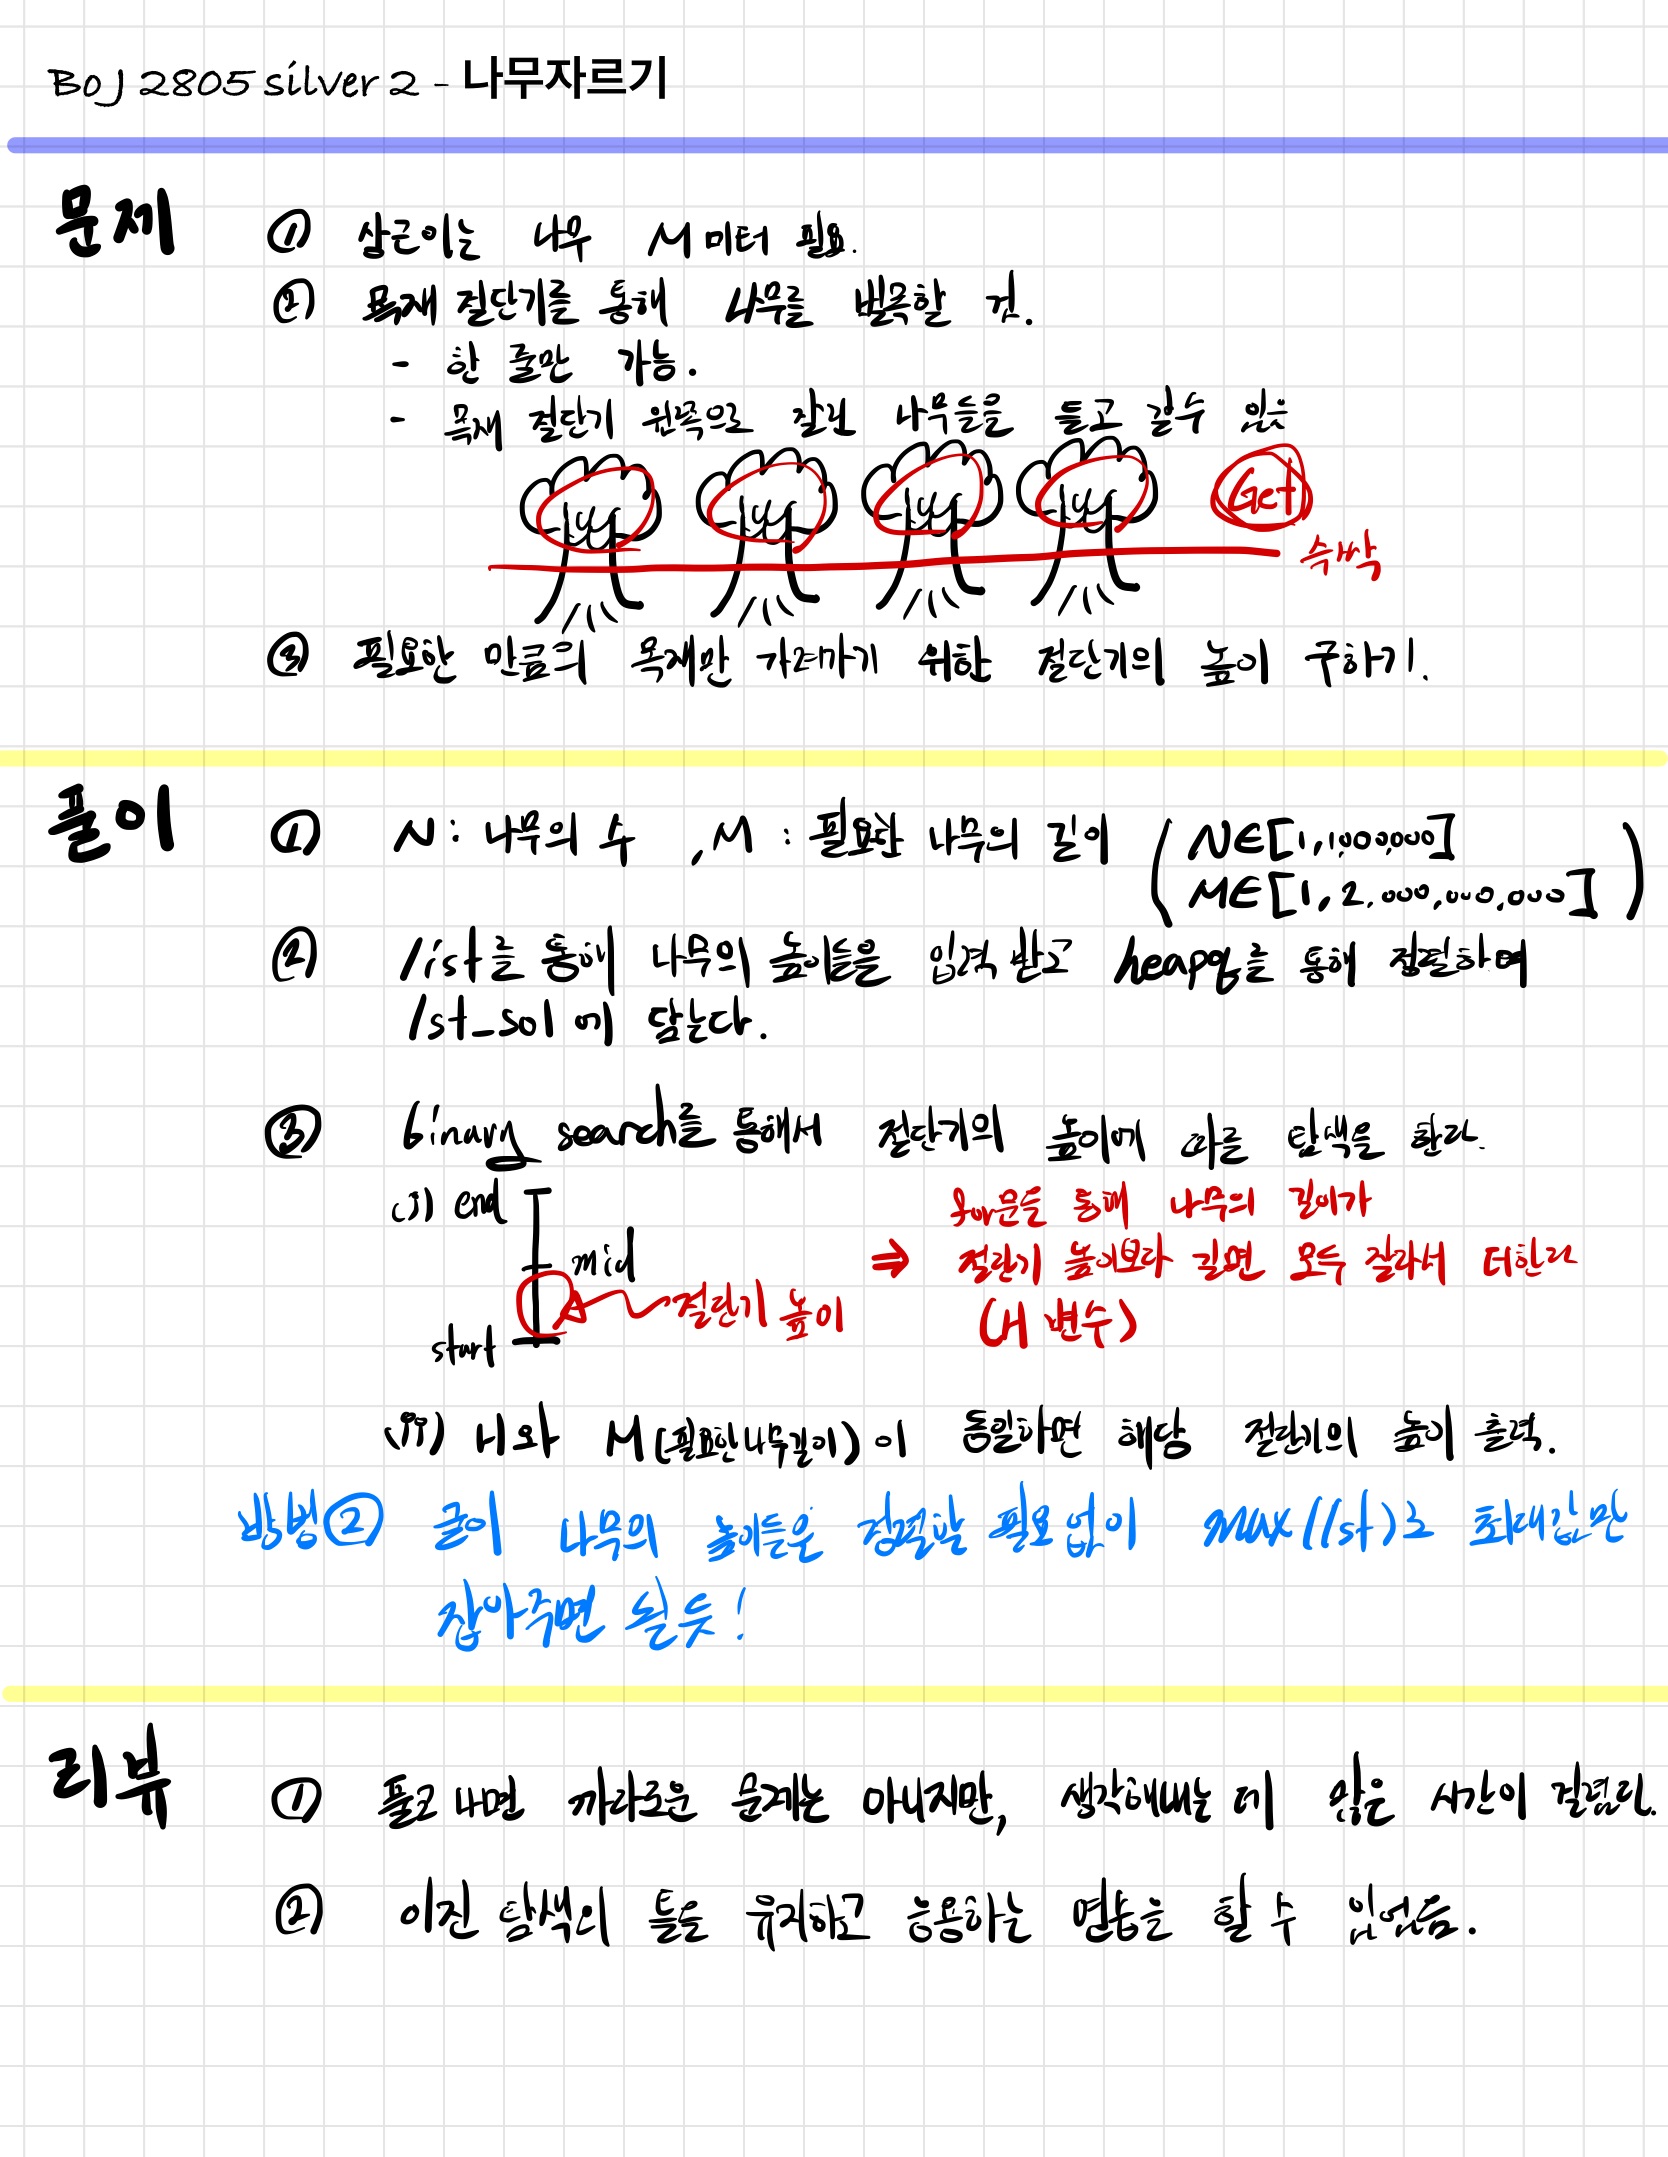 BoJ 2805 silver 2 - 나무자르기
문제
① 상근이는 나무 M미터 필요.
② 목재 절단기를 통해 나무를 벌목할 것.
- 한 줄만 가능.
- 목재 절단기 윗쪽으로 잘린 나무들을 들고 갈수 있음
Get
슥싹
③ 필요한 만큼의 목재만 가져가기 위한 절단기의 높이 구하기.
풀이
① N: 나무의 수 , M : 필요한 나무의 길이 ( N∈[1,1,000,000]
M∈[1, 2,000,000,000] )
② list를 통해 나무의 높이들을 입력 받고 heapq를 통해 정렬하여
lst_sol에 담는다.
③ binary search를 통해서 절단기의 높이에 따른 탐색을 한다.
(i) end
mid
start
절단기 높이
⇒ 통해 나무의 길이가
절단기 높이보다 길면 모두 잘라서 더한다
(H 변수)
(ii) H와 M(필요한나무길이)이 동일하면 해당 절단기의 높이 출력.
방법② 굳이 나무의 높이들을 정렬할 필요없이 max(lst)로 최대값만
잡아주면 될듯!
리뷰
① 풀고 나면 까다로운 문제는 아니지만, 생각해내는 데 많은 시간이 걸렸다.
② 이진 탐색의 틀을 유지하고 응용하는 연습을 할 수 있었음.